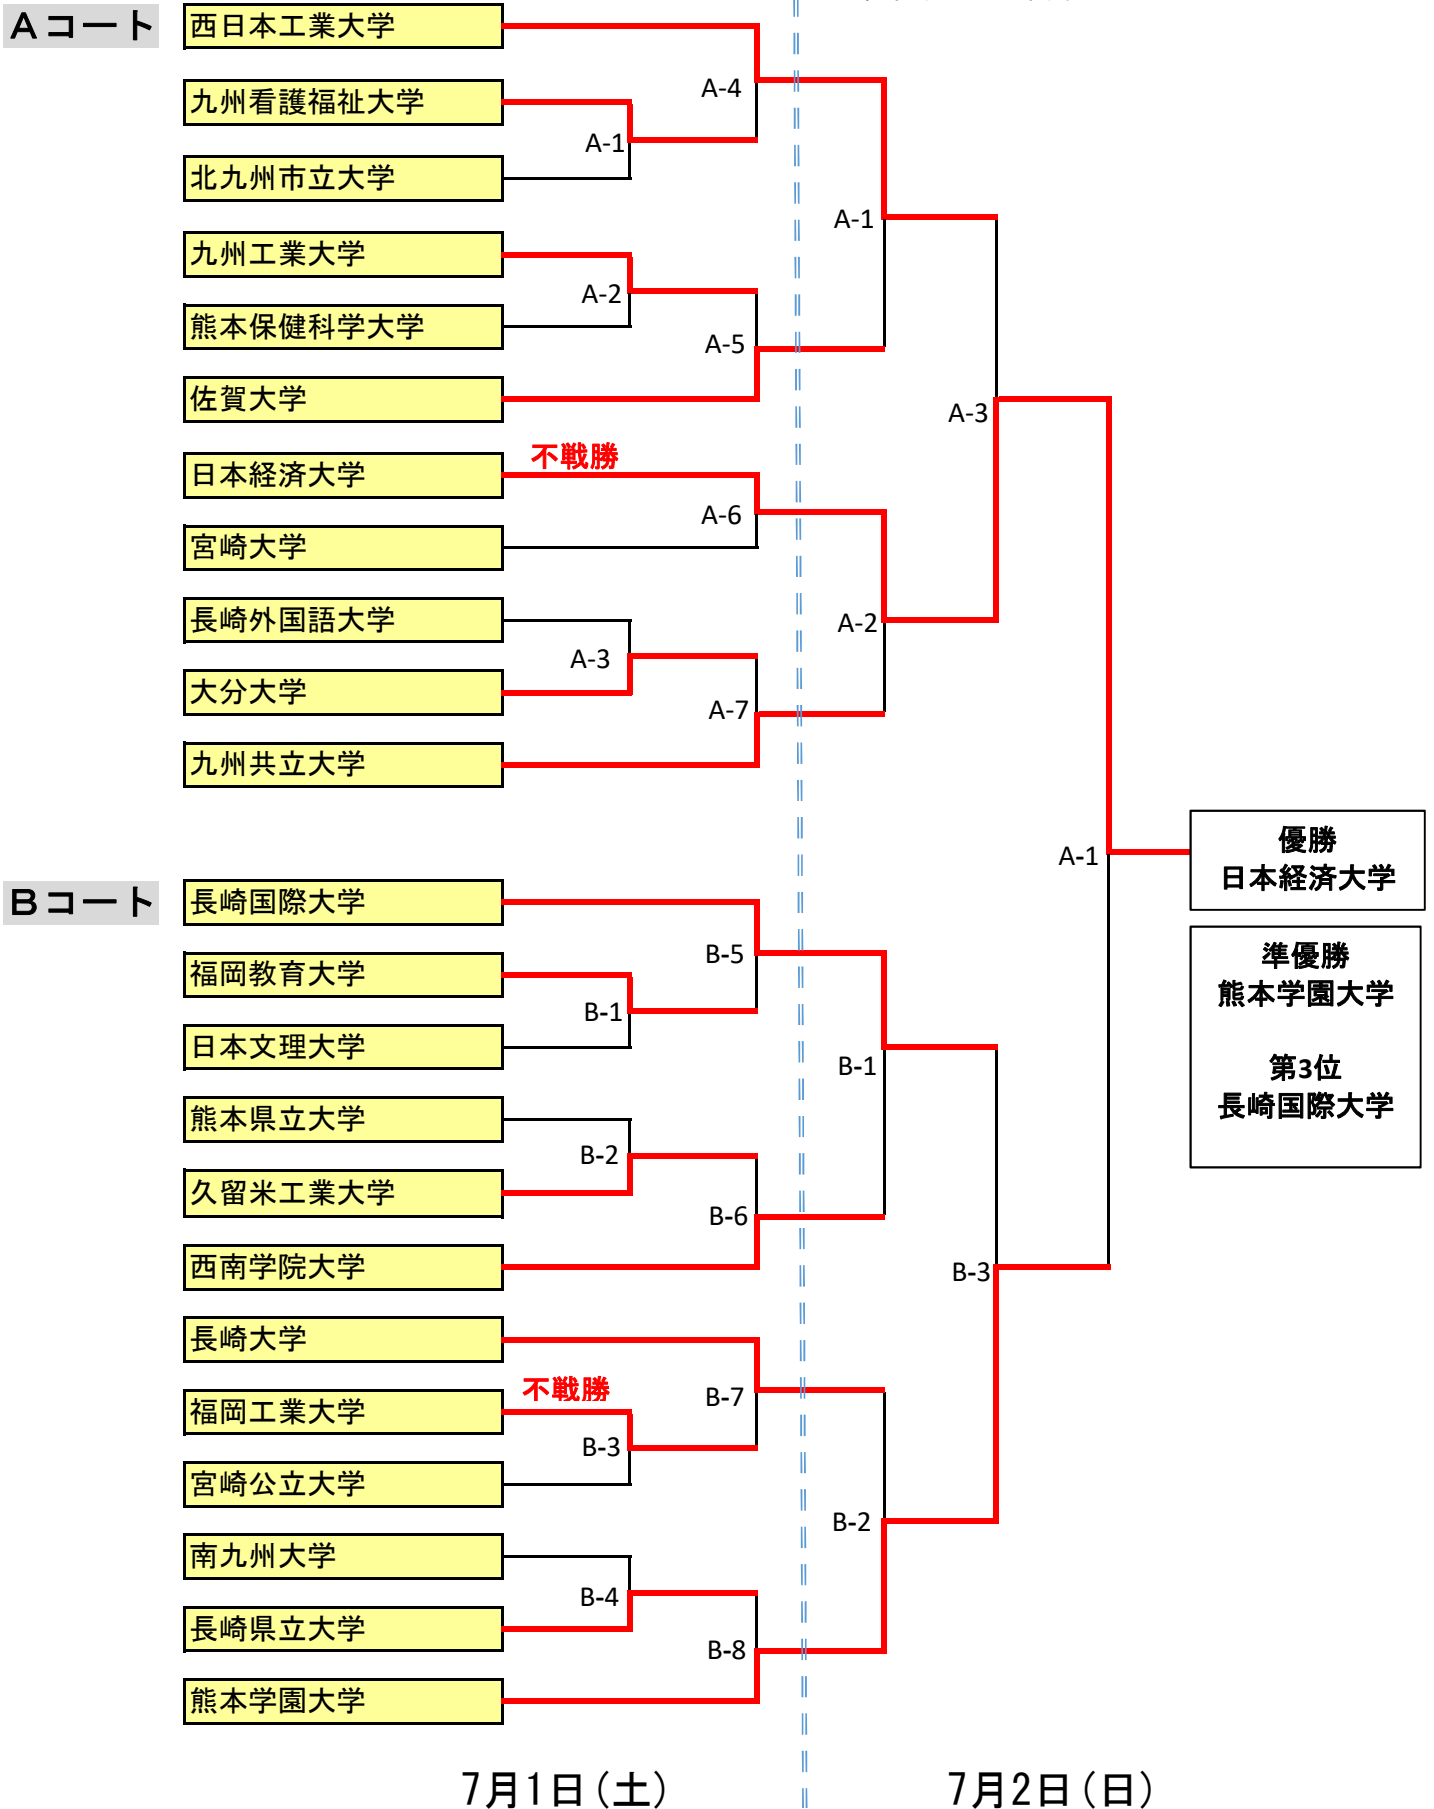 Aコート
西日本工業大学
A-4
九州看護福祉大学
A-1
北九州市立大学
A-1
九州工業大学
A-2
熊本保健科学大学
A-5
佐賀大学
A-3
不戦勝
日本経済大学
A-6
宮崎大学
長崎外国語大学
A-2
A-3
大分大学
A-7
九州共立大学
A-1
優勝
日本経済大学
Bコート
長崎国際大学
B-5
準優勝
熊本学園大学
福岡教育大学
B-1
日本文理大学
B-1
第3位
長崎国際大学
熊本県立大学
B-2
久留米工業大学
B-6
西南学院大学
B-3
長崎大学
不戦勝
B-7
福岡工業大学
B-3
宮崎公立大学
B-2
南九州大学
B-4
長崎県立大学
B-8
熊本学園大学
7月1日(土)
7月2日(日)